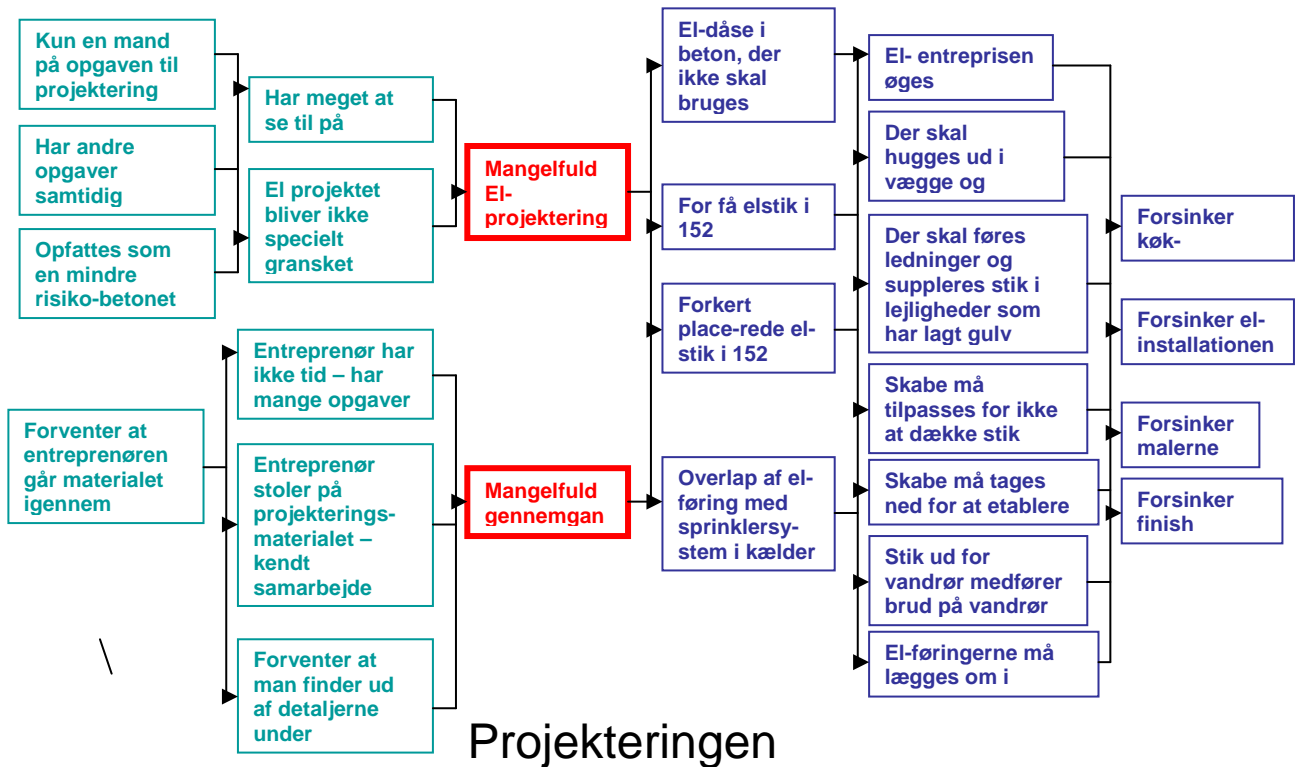 Kun en mand
på opgaven til
projektering
Har andre
opgaver
samtidig
Opfattes som
en mindre
risiko-betonet
Har meget at
se til på
El projektet
bliver ikke
specielt
gransket
Mangelfuld
El-
projektering
El-dåse i
beton, der
ikke skal
bruges
For få elstik i
152
Forkert
place-rede el-
stik i 152
Overlap af el-
føring med
sprinklersy-
stem i kælder
El- entreprisen
øges
Der skal
hugges ud i
vægge og
Der skal føres
ledninger og
suppleres stik i
lejligheder som
har lagt gulv
Skabe må
tilpasses for ikke
at dække stik
Skabe må tages
ned for at etablere
Stik ud for
vandrør medfører
brud på vandrør
El-føringerne må
lægges om i
Forsinker
køk-
Forsinker el-
installationen
Forsinker
malerne
Forsinker
finish
Forventer at
entreprenøren
går materialet
igennem
Entreprenør har
ikke tid – har
mange opgaver
Entreprenør
stoler på
projekterings-
materialet –
kendt
samarbejde
Forventer at
man finder ud
af detaljerne
under
Mangelfuld
gennemgan
\
Projekteringen